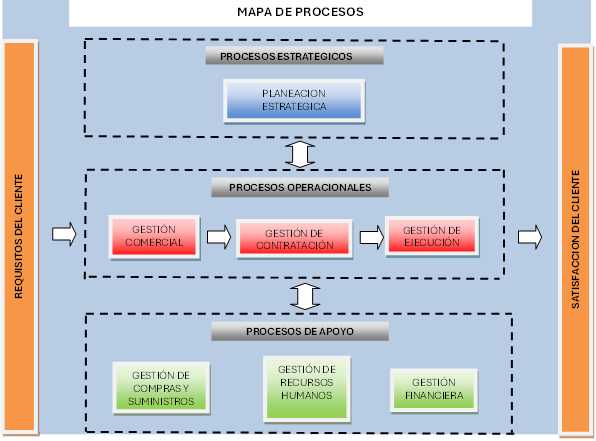 MAPA DE PROCESOS
PROCESOS ESTRATEGICOS
PLANEACION
ESTRATEGICA
REQUISITOS DEL CLIENTE
PROCESOS OPERACIONALES
GESTIÓN
COMERCIAL
GESTIÓN DE
CONTRATACIÓN
GESTIÓN DE
EJECUCIÓN
SATISFACCION DEL CLIENTE
PROCESOS DE APOYO
GESTIÓN DE
COMPRAS Y
SUMINISTROS
GESTIÓN DE
RECURSOS
HUMANOS
GESTIÓN
FINANCIERA